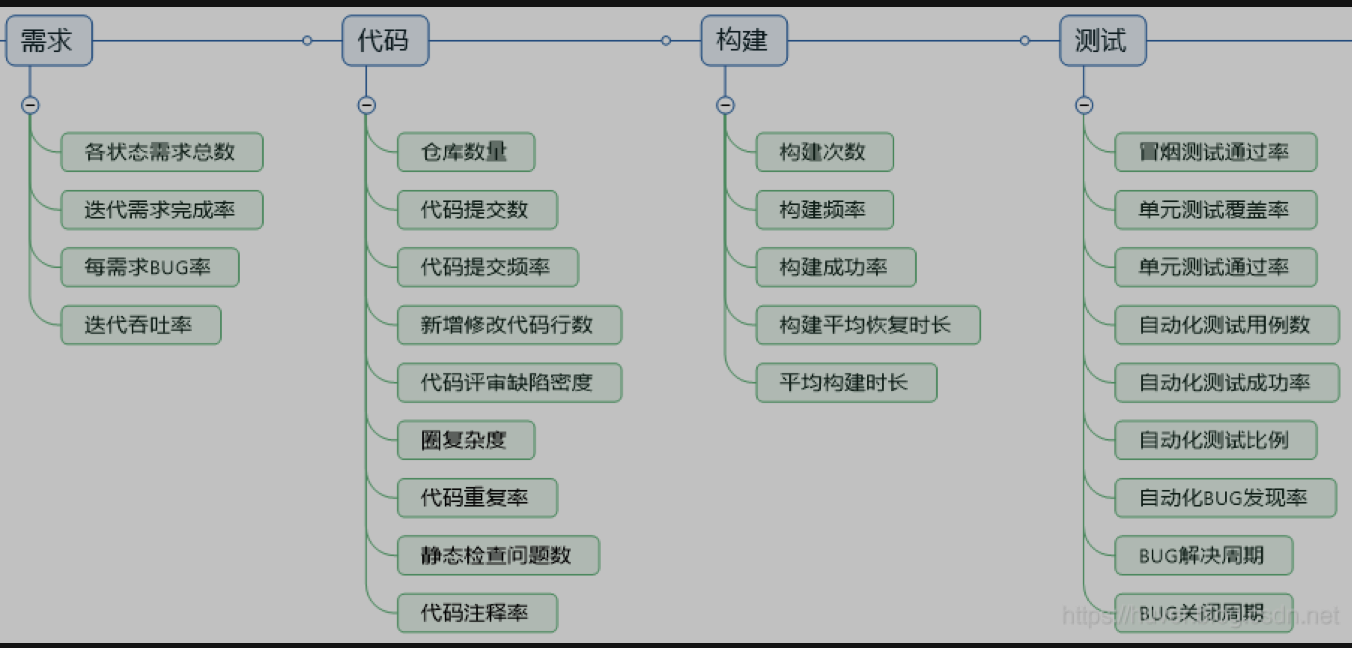 需求
各状态需求总数
迭代需求完成率
每需求BUG率
迭代吞吐率
代码
仓库数量
代码提交数
代码提交频率
新增修改代码行数
代码评审缺陷密度
圈复杂度
代码重复率
静态检查问题数
代码注释率
构建
构建次数
构建频率
构建成功率
构建平均恢复时长
平均构建时长
测试
冒烟测试通过率
单元测试覆盖率
单元测试通过率
自动化测试用例数
自动化测试成功率
自动化测试比例
自动化BUG发现率
BUG解决周期
BUG关闭周期